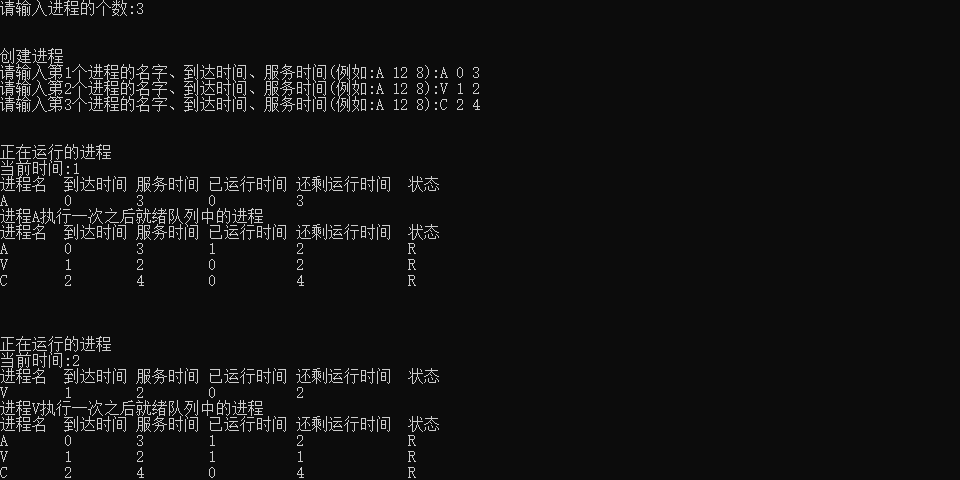 请输入进程的个数:3
创建进程
请输入第1个进程的名字、到达时间、服务时间(例如:A 12 8):A 0 3
请输入第2个进程的名字、到达时间、服务时间(例如:A 12 8):V 1 2
请输入第3个进程的名字、到达时间、服务时间(例如:A 12 8):C 2 4
正在运行的进程
当前时间:1
进程名 到达时间 服务时间 已运行时间 还剩运行时间 状态
A 0 3 0 3
进程A执行一次之后就绪队列中的进程
进程名 到达时间 服务时间 已运行时间 还剩运行时间 状态
A 0 3 1 2 R
V 1 2 0 2 R
C 2 4 0 4 R
正在运行的进程
当前时间:2
进程名 到达时间 服务时间 已运行时间 还剩运行时间 状态
V 1 2 0 2
进程V执行一次之后就绪队列中的进程
进程名 到达时间 服务时间 已运行时间 还剩运行时间 状态
A 0 3 1 2 R
V 1 2 1 1 R
C 2 4 0 4 R